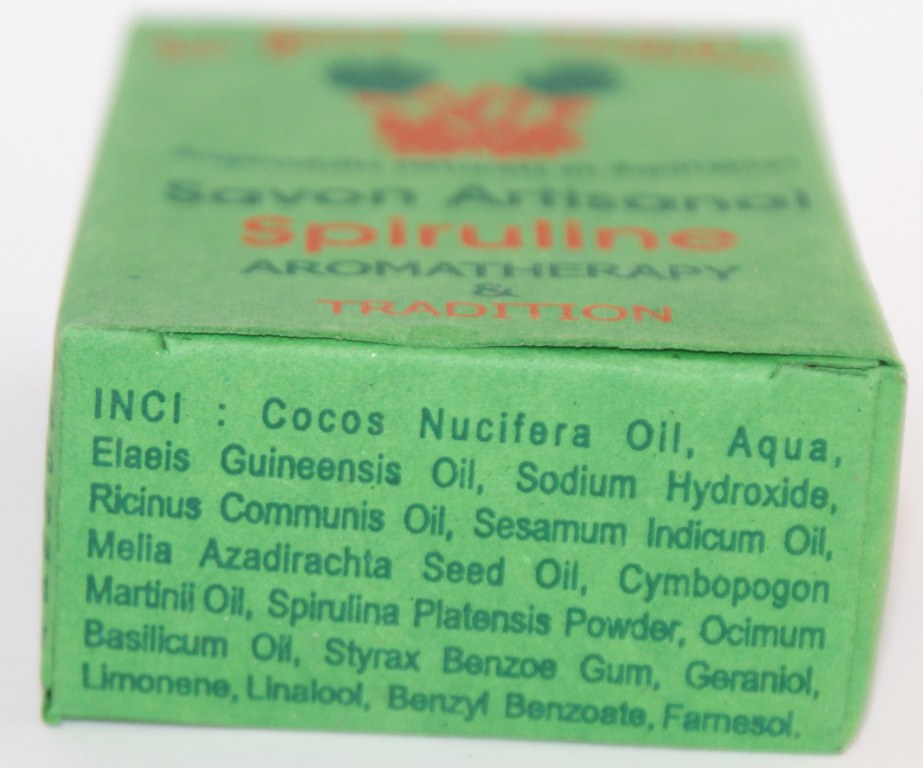 Savon Artisanal
Spiruline
AROMATHERAPY
&
TRADITION
INCI : Cocos Nucifera Oil, Aqua,
Elaeis Guineensis Oil, Sodium Hydroxide,
Ricinus Communis Oil, Sesamum Indicum Oil,
Melia Azadirachta Seed Oil, Cymbopogon
Martinii Oil, Spirulina Platensis Powder, Ocimum
Basilicum Oil, Styrax Benzoe Gum, Geraniol,
Limonene, Linalool, Benzyl Benzoate, Farnesol.